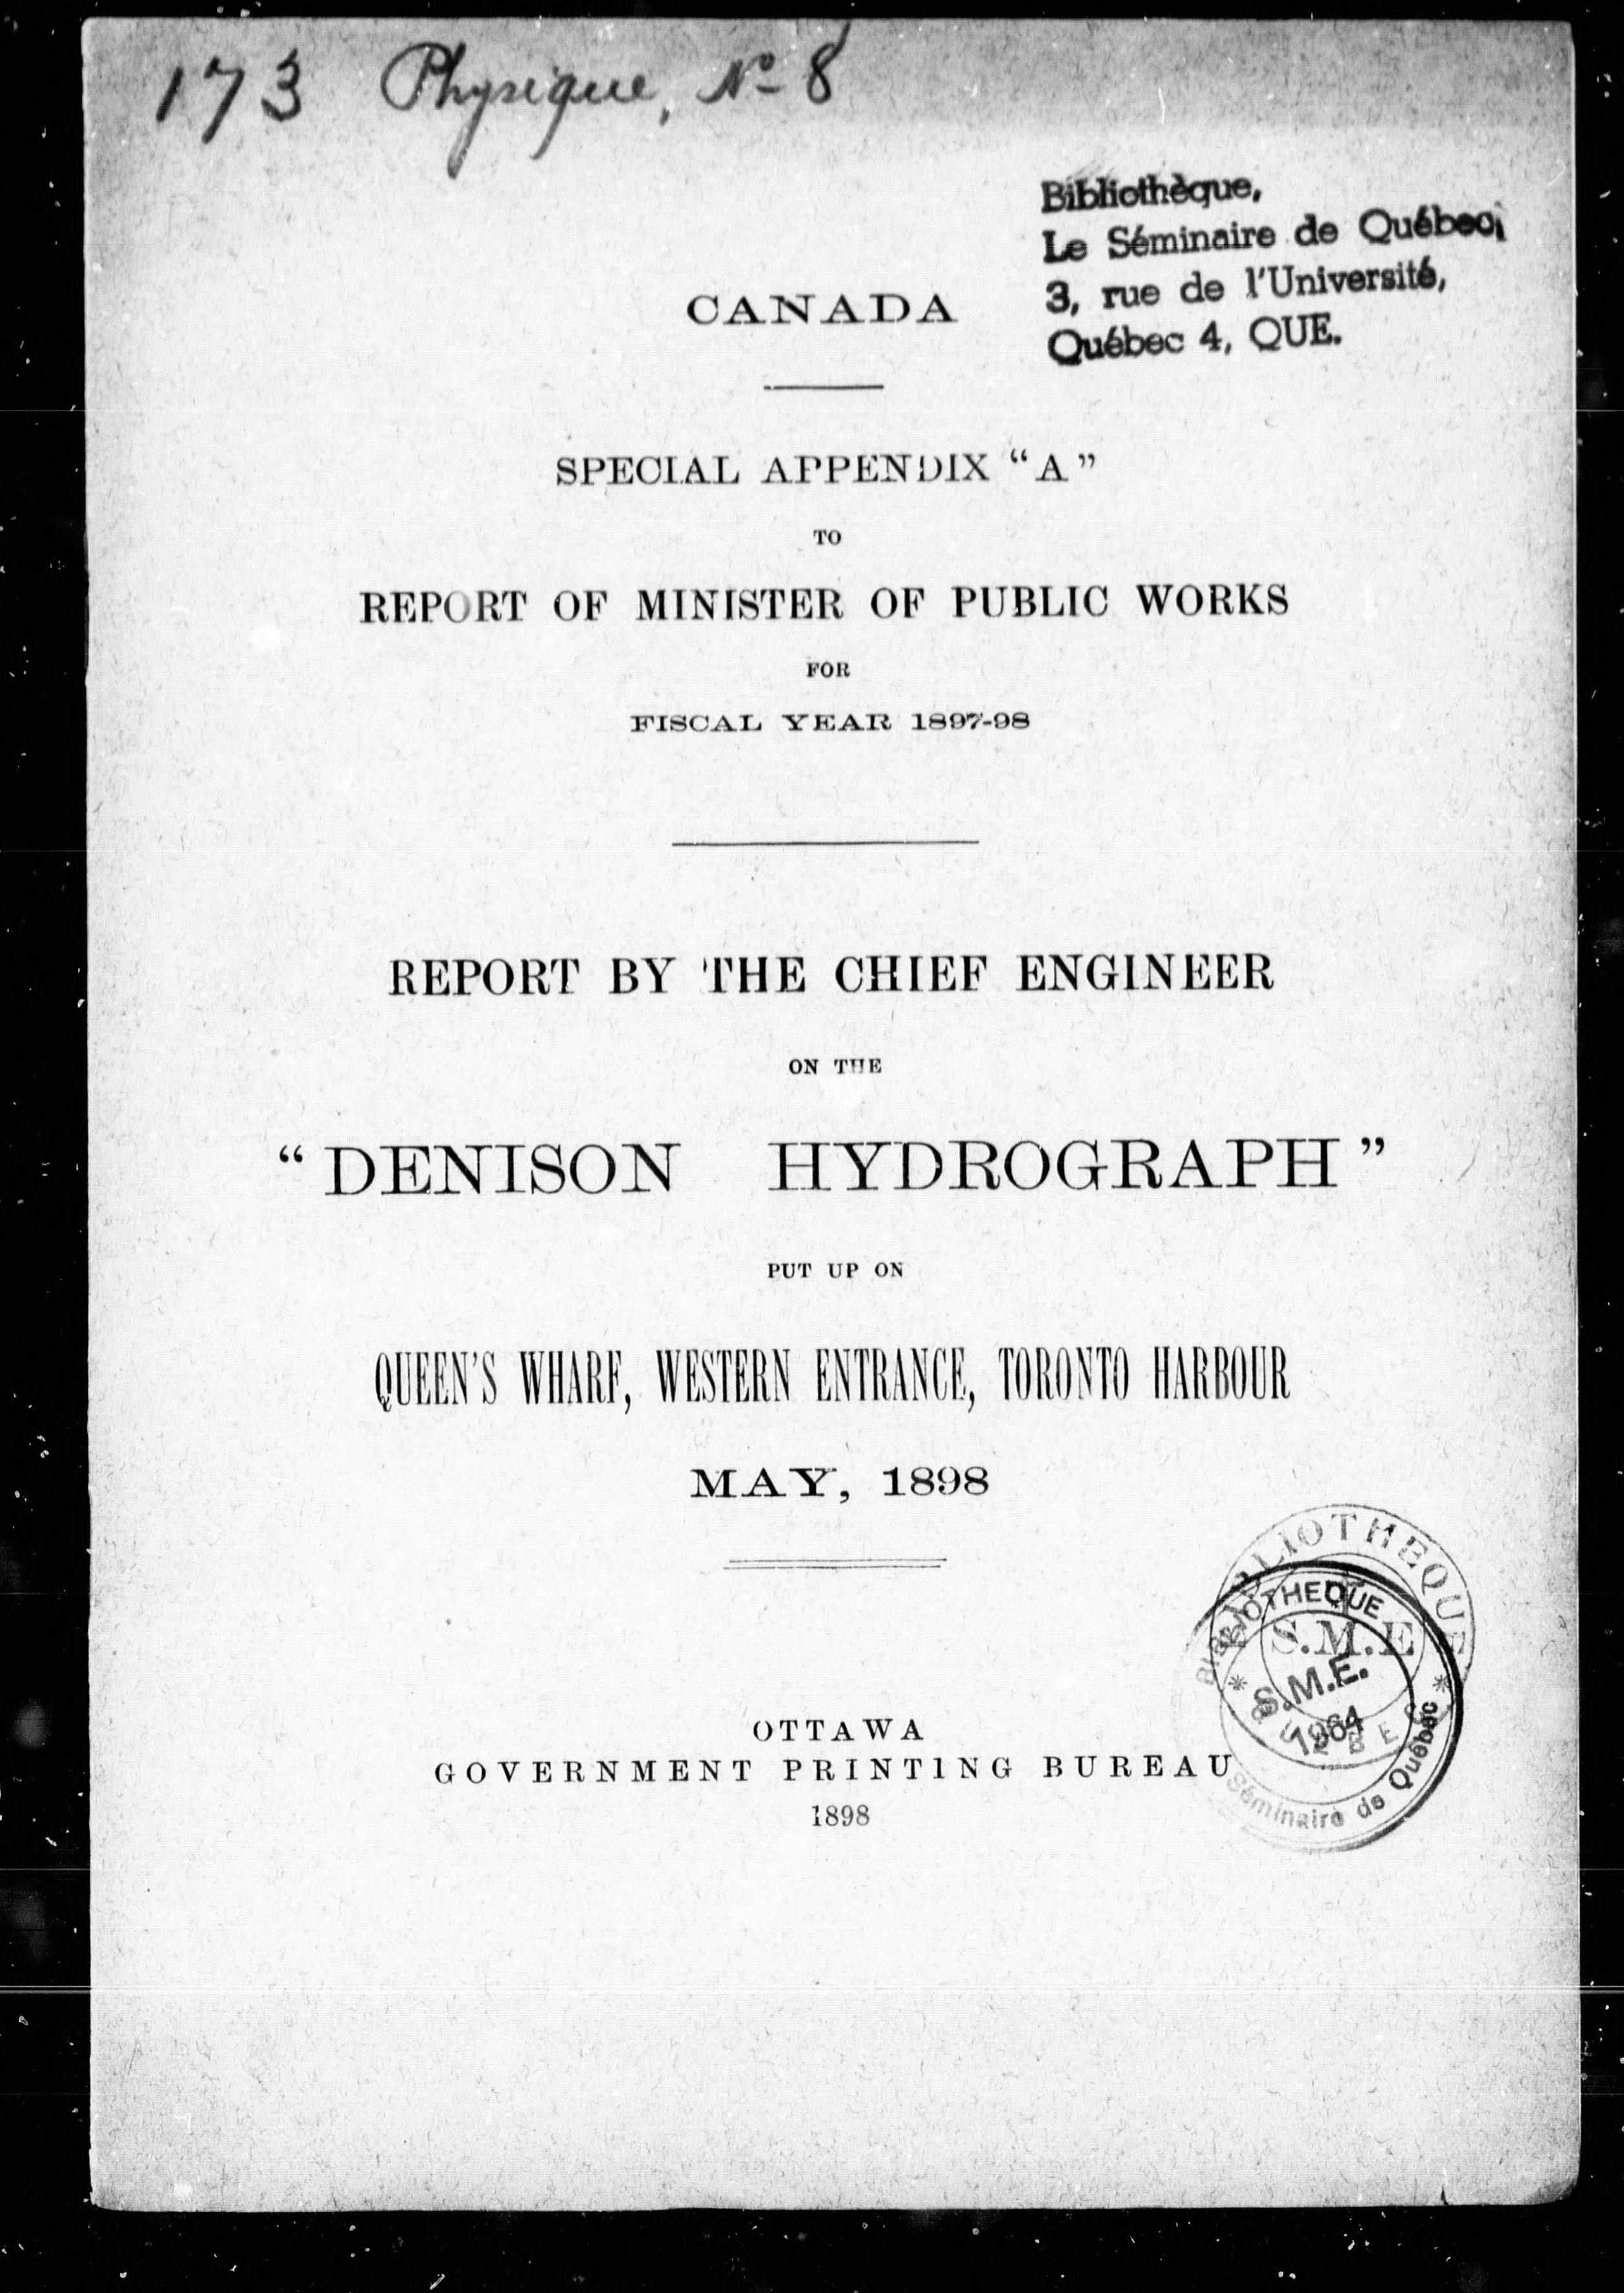 173 Physique, No 8
Bibliothèque,
Le Séminaire de Québec,
3, rue de l'Université,
Québec 4, QUE.
CANADA
SPECIAL APPENDIX "A"
TO
REPORT OF MINISTER OF PUBLIC WORKS
FOR
FISCAL YEAR 1897-98
REPORT BY THE CHIEF ENGINEER
ON THE
"DENISON HYDROGRAPH"
PUT UP ON
QUEEN'S WHARF, WESTERN ENTRANCE, TORONTO HARBOUR
MAY, 1898
BIBLIOTHEQUE
S.M.E
QUEBEC
BIBLIOTHEQUE
S.M.E.
1964
Séminaire de Québec
OTTAWA
GOVERNMENT PRINTING BUREAU
1898